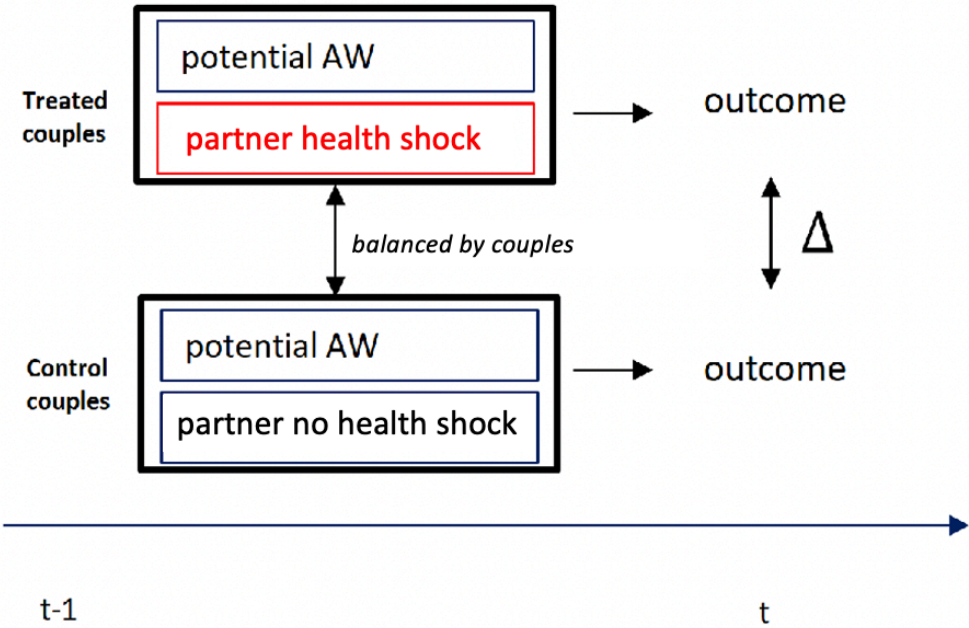 potential AW
Treated
couples
partner health shock
outcome
balanced by couples
Δ
potential AW
Control
couples
partner no health shock
outcome
t-1
t